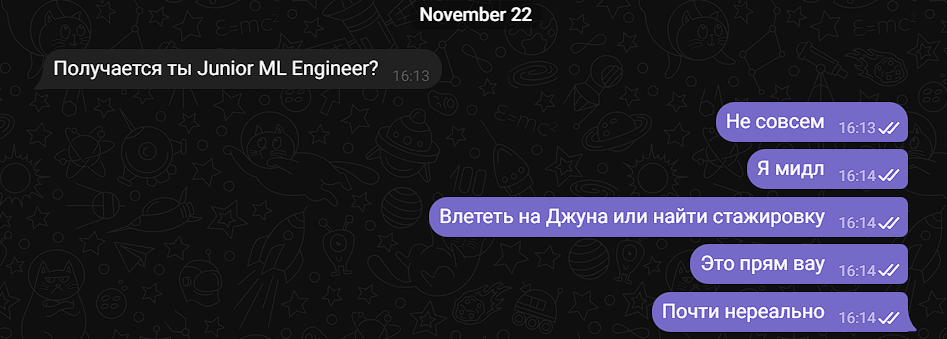 November 22
Получается ты Junior ML Engineer? 16:13
Не совсем 16:13
Я мидл 16:14
Влететь на Джуна или найти стажировку 16:14
Это прям вау 16:14
Почти нереально 16:14